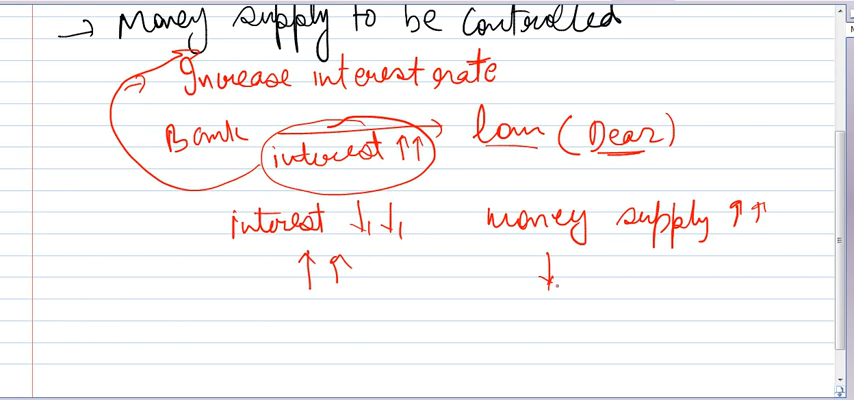 → Money supply to be controlled
→ Increase interest rate
Bank interest ↑↑ → loan (Dear)
interest ↓↓ money supply ↑↑
↑↑ ↓